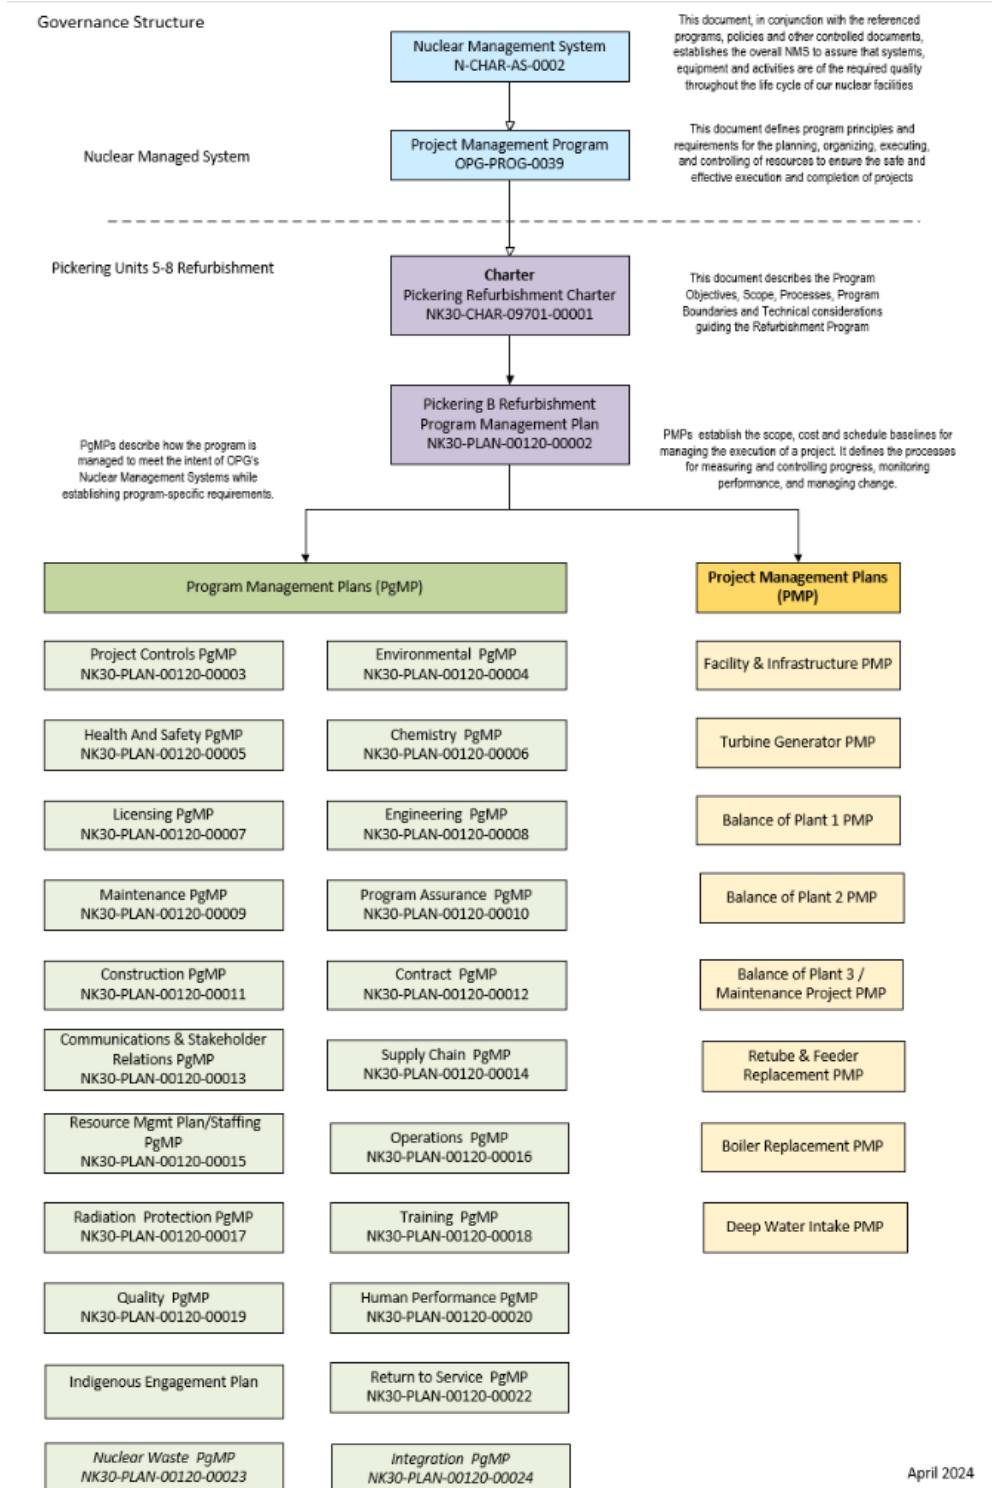 Governance Structure
Nuclear Management System
N-CHAR-AS-0002
This document, in conjunction with the referenced
programs, policies and other controlled documents,
establishes the overall NMS to assure that systems,
equipment and activities are of the required quality
throughout the life cycle of our nuclear facilities
Nuclear Managed System
Project Management Program
OPG-PROG-0039
This document defines program principles and
requirements for the planning, organizing, executing,
and controlling of resources to ensure the safe and
effective execution and completion of projects
Pickering Units 5-8 Refurbishment
Charter
Pickering Refurbishment Charter
NK30-CHAR-09701-00001
This document describes the Program
Objectives, Scope, Processes, Program
Boundaries and Technical considerations
guiding the Refurbishment Program
Pickering B Refurbishment
Program Management Plan
NK30-PLAN-00120-00002
PgMPs describe how the program is
managed to meet the intent of OPG's
Nuclear Management Systems while
establishing program-specific requirements.
PMPs establish the scope, cost and schedule baselines for
managing the execution of a project. It defines the processes
for measuring and controlling progress, monitoring
performance, and managing change.
Program Management Plans (PgMP)
Project Management Plans
(PMP)
Project Controls PgMP
NK30-PLAN-00120-00003
Environmental PgMP
NK30-PLAN-00120-00004
Facility & Infrastructure PMP
Health And Safety PgMP
NK30-PLAN-00120-00005
Chemistry PgMP
NK30-PLAN-00120-00006
Turbine Generator PMP
Licensing PgMP
NK30-PLAN-00120-00007
Engineering PgMP
NK30-PLAN-00120-00008
Balance of Plant 1 PMP
Maintenance PgMP
NK30-PLAN-00120-00009
Program Assurance PgMP
NK30-PLAN-00120-00010
Balance of Plant 2 PMP
Construction PgMP
NK30-PLAN-00120-00011
Contract PgMP
NK30-PLAN-00120-00012
Balance of Plant 3 /
Maintenance Project PMP
Communications & Stakeholder
Relations PgMP
NK30-PLAN-00120-00013
Supply Chain PgMP
NK30-PLAN-00120-00014
Retube & Feeder
Replacement PMP
Resource Mgmt Plan/Staffing
PgMP
NK30-PLAN-00120-00015
Operations PgMP
NK30-PLAN-00120-00016
Boiler Replacement PMP
Radiation Protection PgMP
NK30-PLAN-00120-00017
Training PgMP
NK30-PLAN-00120-00018
Deep Water Intake PMP
Quality PgMP
NK30-PLAN-00120-00019
Human Performance PgMP
NK30-PLAN-00120-00020
Indigenous Engagement Plan
Return to Service PgMP
NK30-PLAN-00120-00022
Nuclear Waste PgMP
NK30-PLAN-00120-00023
Integration PgMP
NK30-PLAN-00120-00024
April 2024